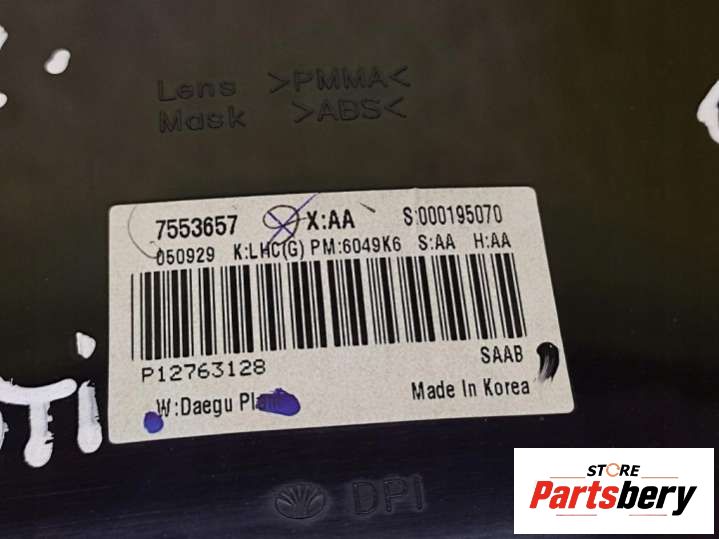 Lens >PMMA<
Mask >ABS<
7553657 X:AA S:000195070
050929 K:LHC(G) PM:6049K6 S:AA H:AA
P12763128 SAAB
W:Daegu Plant Made In Korea
DPI
STORE
Partsbery